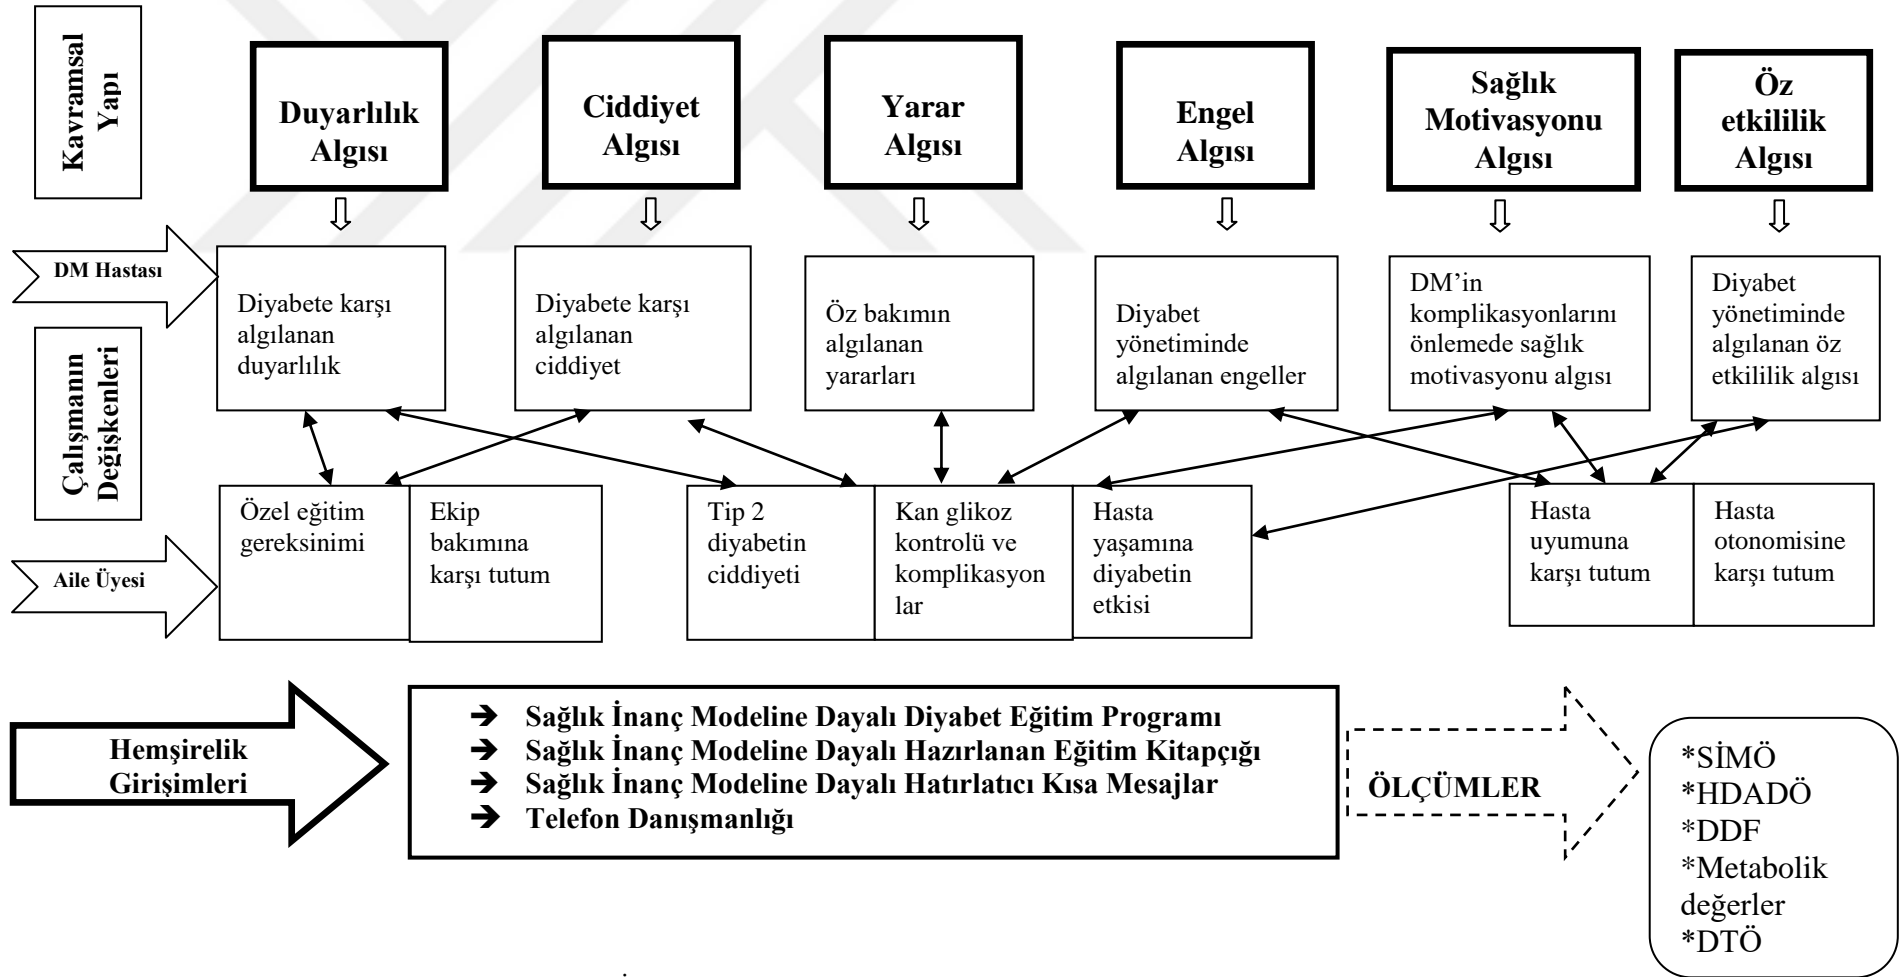 Kavramsal
Yapı
Duyarlılık
Algısı
Ciddiyet
Algısı
Yarar
Algısı
Engel
Algısı
Sağlık
Motivasyonu
Algısı
Öz
etkililik
Algısı
DM Hastası
Diyabete karşı
algılanan
duyarlılık
Diyabete karşı
algılanan
ciddiyet
Öz bakımın
algılanan
yararları
Diyabet
yönetiminde
algılanan engeller
DM’in
komplikasyonlarını
önlemede sağlık
motivasyonu algısı
Diyabet
yönetiminde
algılanan öz
etkililik algısı
Çalışmanın
Değişkenleri
Aile Üyesi
Özel eğitim
gereksinimi
Ekip
bakımına
karşı tutum
Tip 2
diyabetin
ciddiyeti
Kan glikoz
kontrolü ve
komplikasyon
lar
Hasta
yaşamına
diyabetin
etkisi
Hasta
uyumuna
karşı tutum
Hasta
otonomisine
karşı tutum
Hemşirelik
Girişimleri
➔ Sağlık İnanç Modeline Dayalı Diyabet Eğitim Programı
➔ Sağlık İnanç Modeline Dayalı Hazırlanan Eğitim Kitapçığı
➔ Sağlık İnanç Modeline Dayalı Hatırlatıcı Kısa Mesajlar
➔ Telefon Danışmanlığı
ÖLÇÜMLER
*SİMÖ
*HDADÖ
*DDF
*Metabolik
değerler
*DTÖ